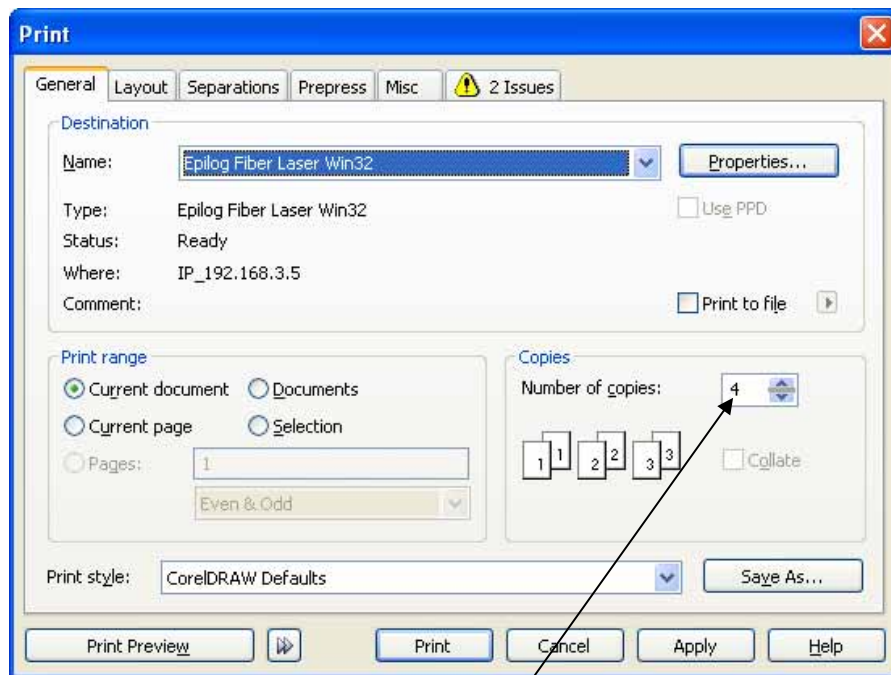 Print
General Layout Separations Prepress Misc 2 Issues
Destination
Name: Epilog Fiber Laser Win32 Properties...
Type: Epilog Fiber Laser Win32 Use PPD
Status: Ready
Where: IP_192.168.3.5
Comment: Print to file
Print range
Current document Documents
Current page Selection
Pages: 1
Even & Odd
Copies
Number of copies: 4
1 1 2 2 3 3 Collate
Print style: CorelDRAW Defaults Save As...
Print Preview Print Cancel Apply Help